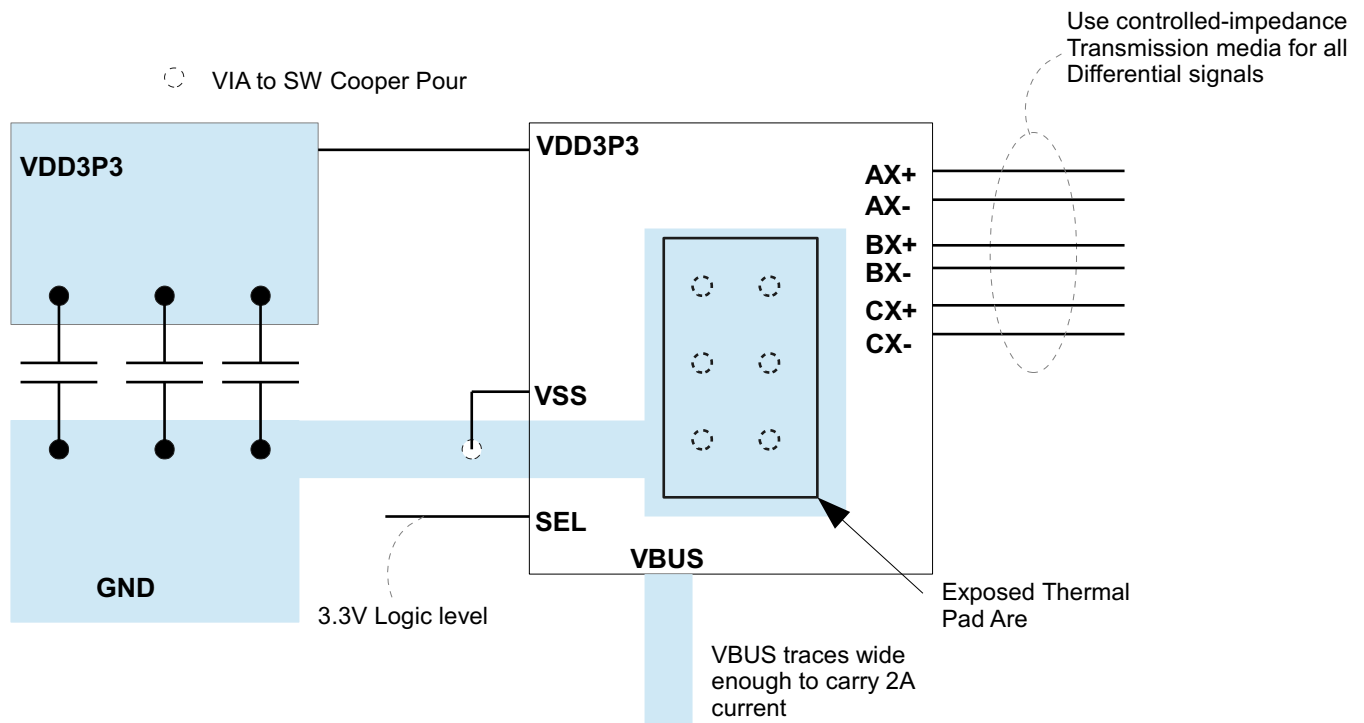 Use controlled-impedance
Transmission media for all
Differential signals
VIA to SW Cooper Pour
VDD3P3
VDD3P3
AX+
AX-
BX+
BX-
CX+
CX-
VSS
SEL
VBUS
GND
3.3V Logic level
Exposed Thermal
Pad Are
VBUS traces wide
enough to carry 2A
current